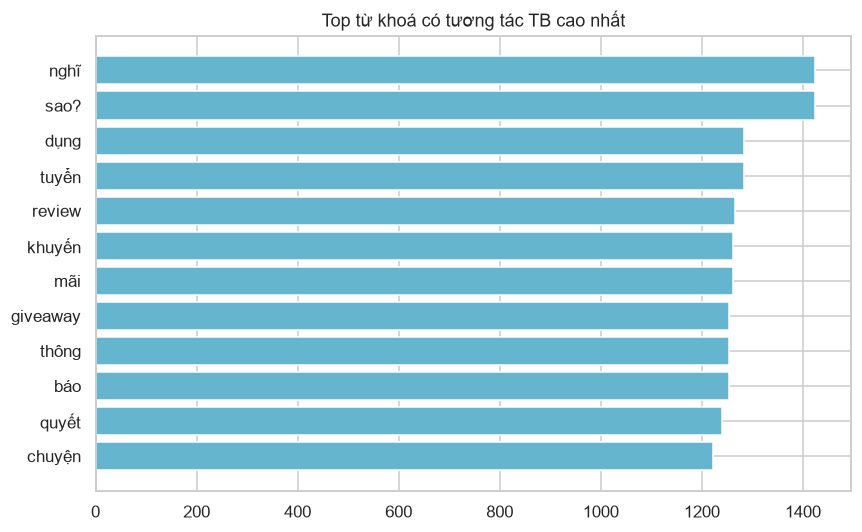 Top từ khoá có tương tác TB cao nhất
nghĩ
sao?
dụng
tuyển
review
khuyến
mãi
giveaway
thông
báo
quyết
chuyện
0 200 400 600 800 1000 1200 1400